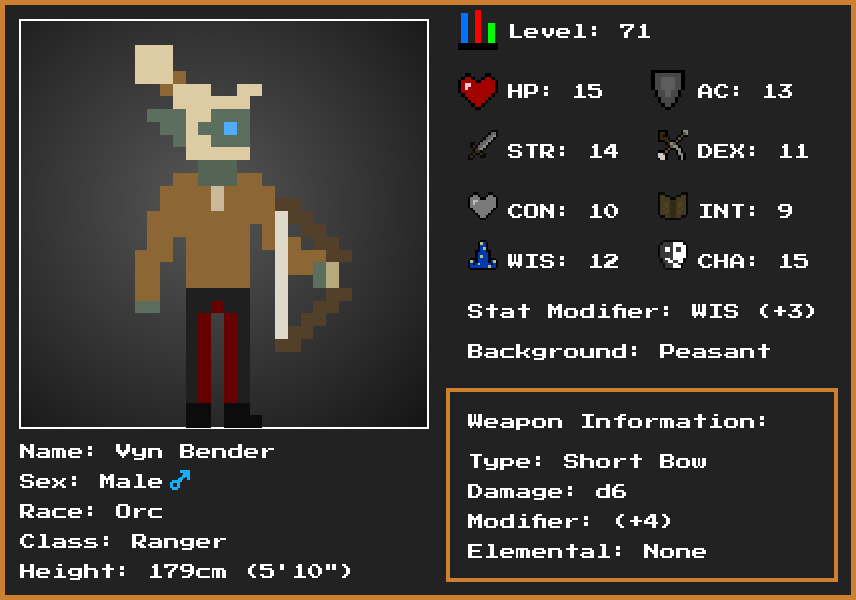 Level: 71
HP: 15 AC: 13
STR: 14 DEX: 11
CON: 10 INT: 9
WIS: 12 CHA: 15
Stat Modifier: WIS (+3)
Background: Peasant
Weapon Information:
Type: Short Bow
Damage: d6
Modifier: (+4)
Elemental: None
Name: Vyn Bender
Sex: Male ♂
Race: Orc
Class: Ranger
Height: 179cm (5'10")